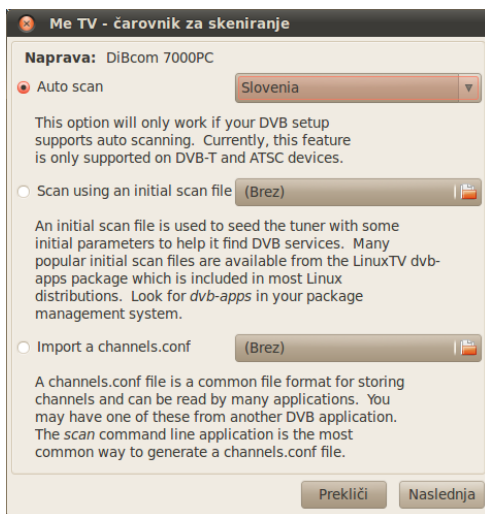 Me TV - čarovnik za skeniranje
Naprava: DiBcom 7000PC
Auto scan
Slovenia
This option will only work if your DVB setup
supports auto scanning. Currently, this feature
is only supported on DVB-T and ATSC devices.
Scan using an initial scan file
(Brez)
An initial scan file is used to seed the tuner with some
initial parameters to help it find DVB services. Many
popular initial scan files are available from the LinuxTV dvb-
apps package which is included in most Linux
distributions. Look for dvb-apps in your package
management system.
Import a channels.conf
(Brez)
A channels.conf file is a common file format for storing
channels and can be read by many applications. You
may have one of these from another DVB application.
The scan command line application is the most
common way to generate a channels.conf file.
Prekliči
Naslednja